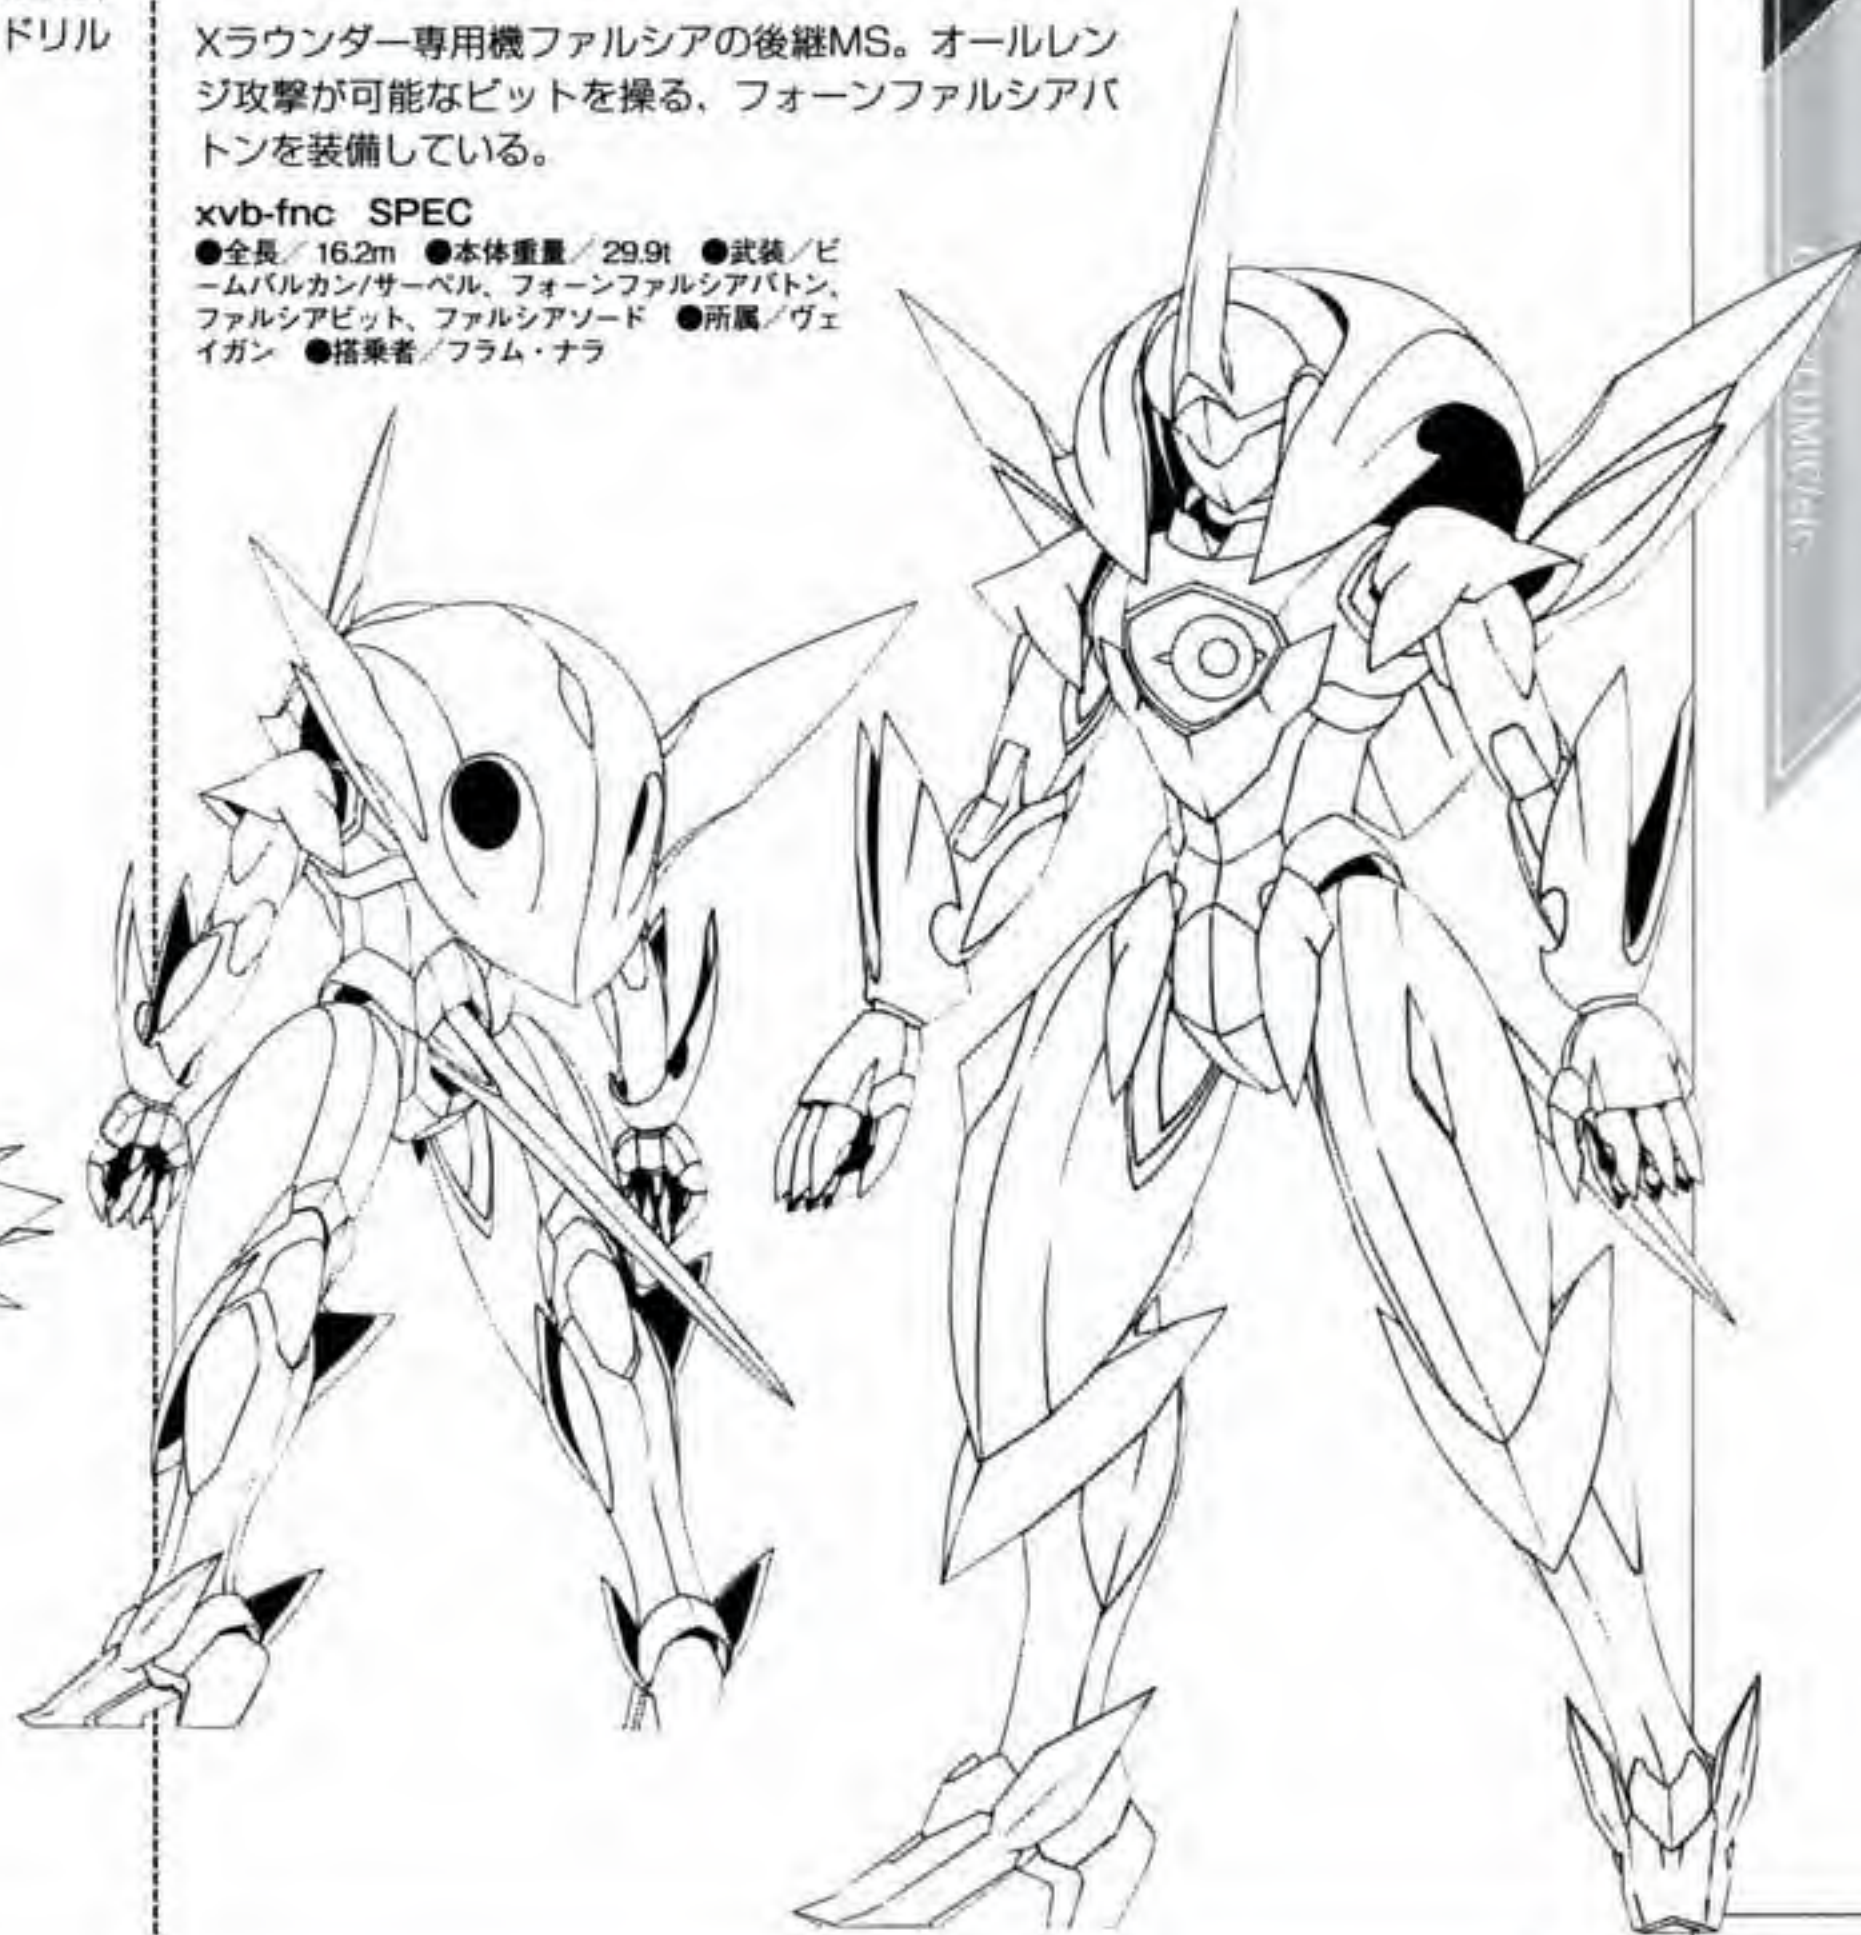 ドリル
Xラウンダー専用機ファルシアの後継MS。オールレン
ジ攻撃が可能なビットを操る、フォーンファルシアバ
トンを装備している。
xvb-fnc SPEC
●全長／16.2m ●本体重量／29.9t ●武装／ビ
ームバルカン/サーベル、フォーンファルシアバトン、
ファルシアビット、ファルシアソード ●所属／ヴェ
イガン ●搭乗者／フラム・ナラ